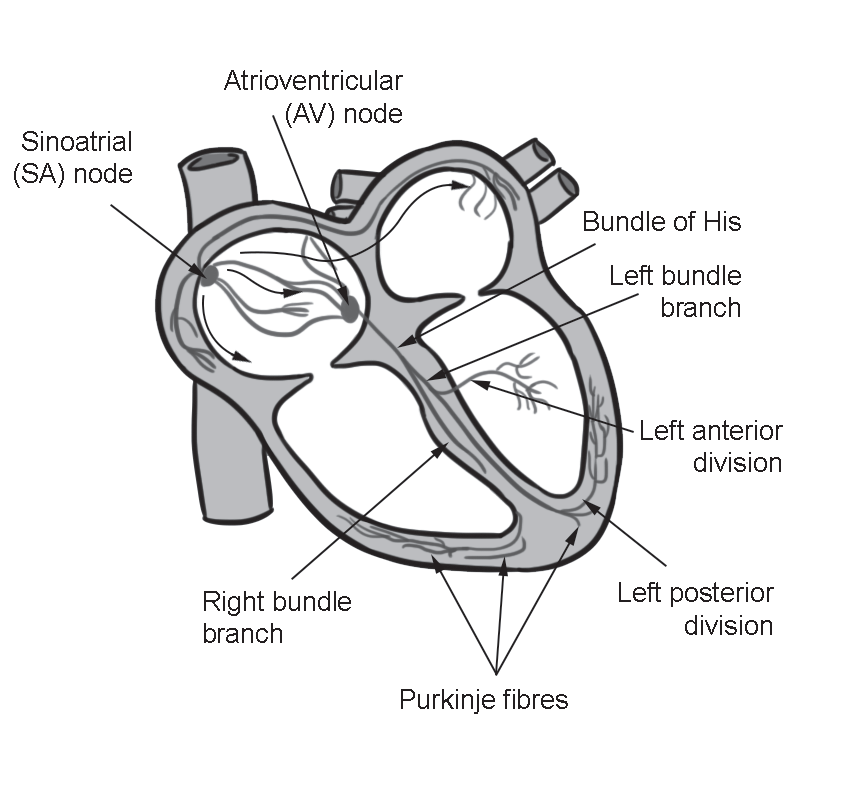 Atrioventricular
(AV) node
Sinoatrial
(SA) node
Bundle of His
Left bundle
branch
Left anterior
division
Left posterior
division
Right bundle
branch
Purkinje fibres